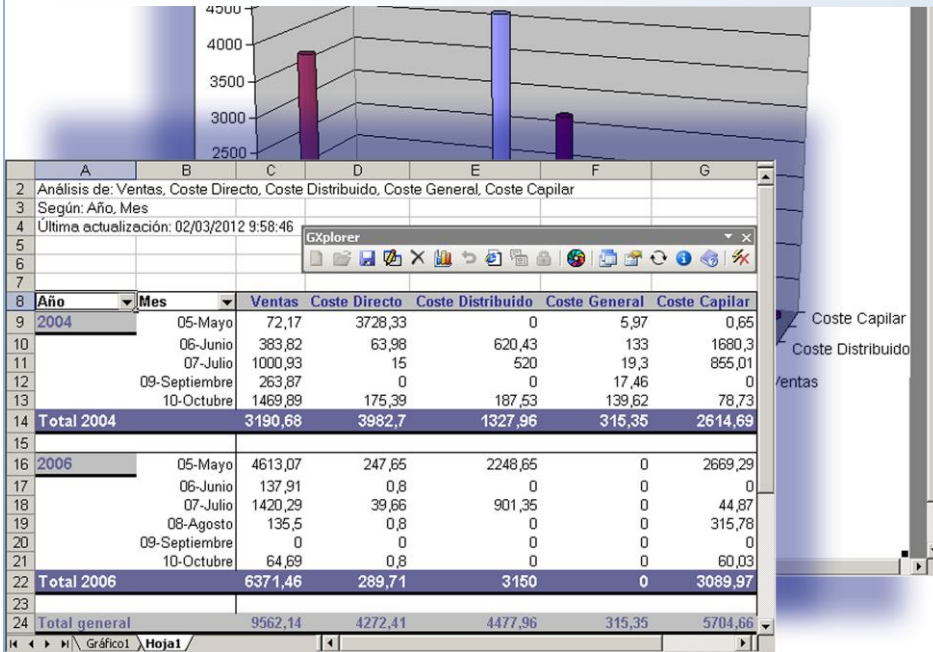 4500
4000
3500
3000
2500
Coste Capilar
Coste Distribuido
Ventas
A B C D E F G
2 Análisis de: Ventas, Coste Directo, Coste Distribuido, Coste General, Coste Capilar
3 Según: Año, Mes
4 Última actualización: 02/03/2012 9:58:46
GXplorer
5
6
7
8 Año Mes Ventas Coste Directo Coste Distribuido Coste General Coste Capilar
9 2004 05-Mayo 72,17 3728,33 0 5,97 0,65
10 06-Junio 383,82 63,98 620,43 133 1680,3
11 07-Julio 1000,93 15 520 19,3 855,01
12 09-Septiembre 263,87 0 0 17,46 0
13 10-Octubre 1469,89 175,39 187,53 139,62 78,73
14 Total 2004 3190,68 3982,7 1327,96 315,35 2614,69
15
16 2006 05-Mayo 4613,07 247,65 2248,65 0 2669,29
17 06-Junio 137,91 0,8 0 0 0
18 07-Julio 1420,29 39,66 901,35 0 44,87
19 08-Agosto 135,5 0,8 0 0 315,78
20 09-Septiembre 0 0 0 0 0
21 10-Octubre 64,69 0,8 0 0 60,03
22 Total 2006 6371,46 289,71 3150 0 3089,97
23
24 Total general 9562,14 4272,41 4477,96 315,35 5704,66
Gráfico1 Hoja1